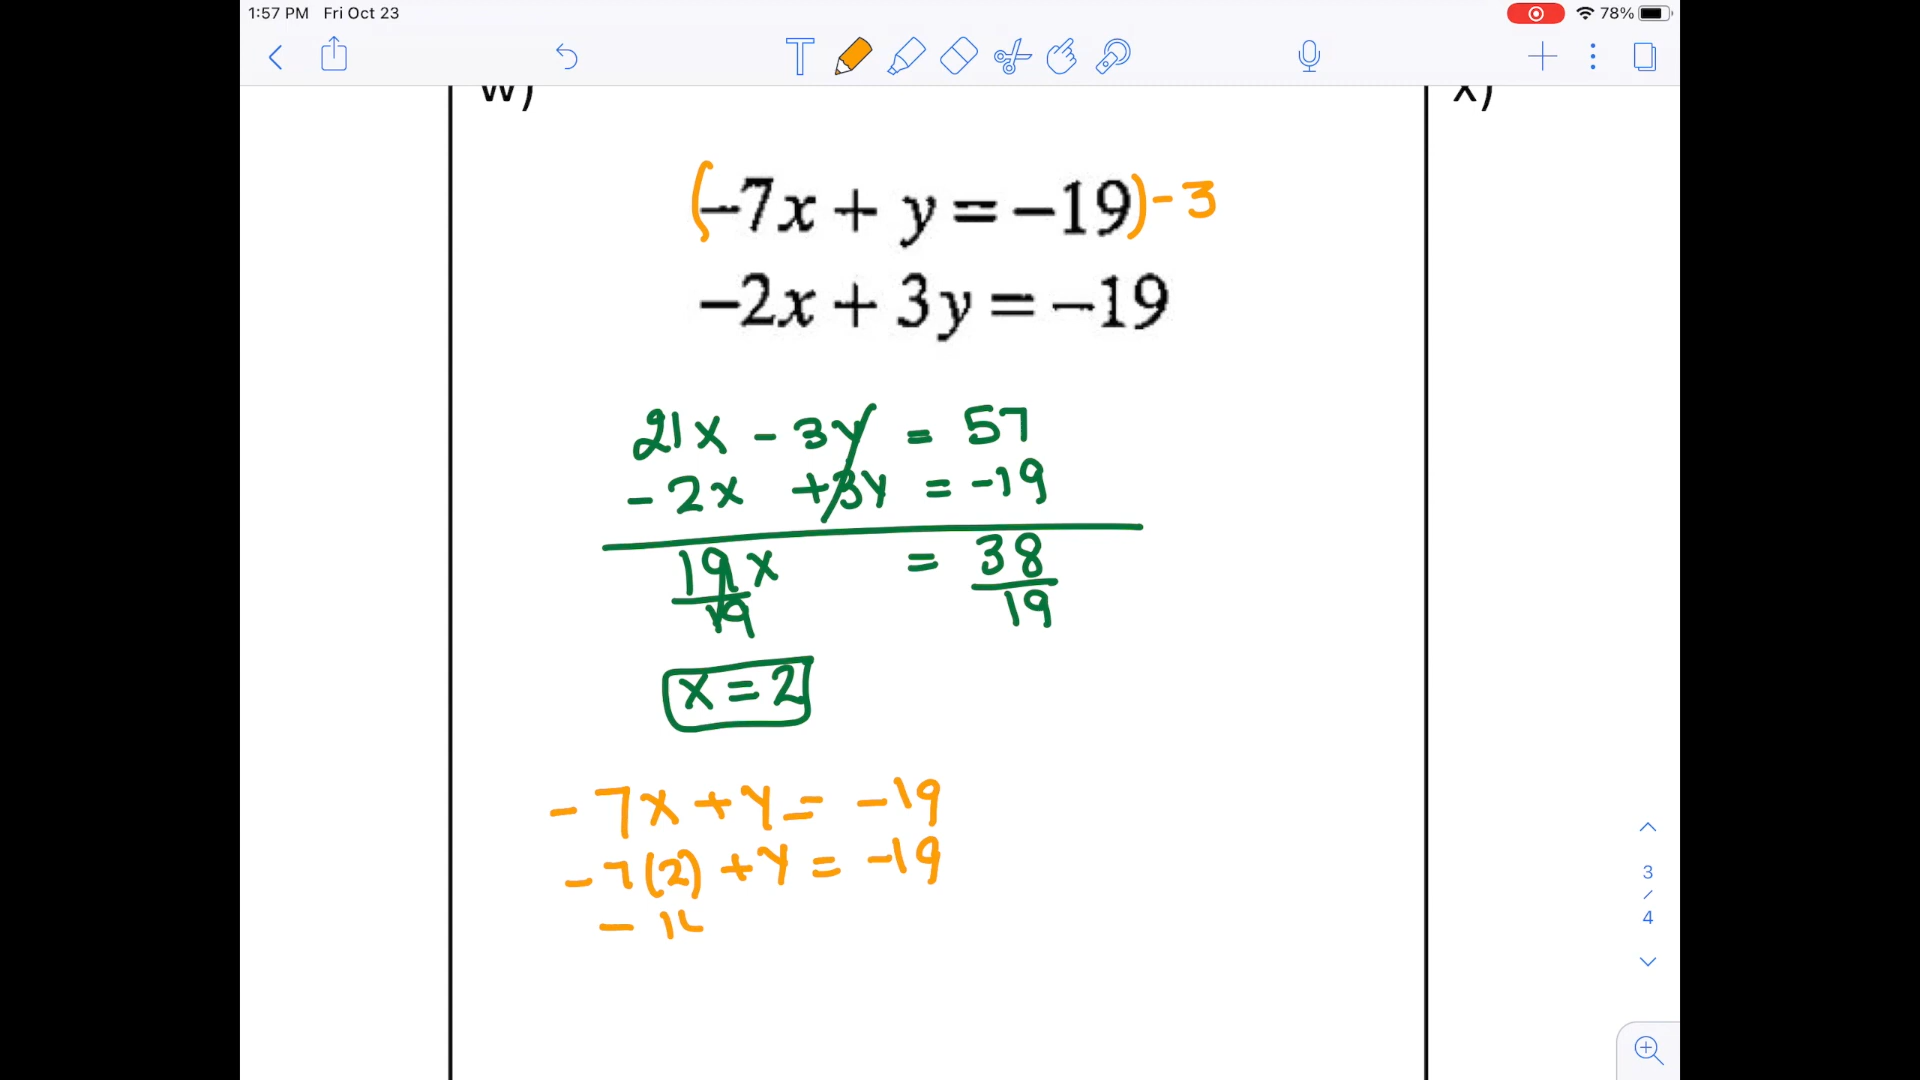 1:57 PM Fri Oct 23
78%
w)
x)
(-7x + y = -19) -3
-2x + 3y = -19
21x - 3y = 57
-2x +3y = -19
19x = 38
19 19
x = 2
-7x + y = -19
-7(2) + y = -19
3
/
4